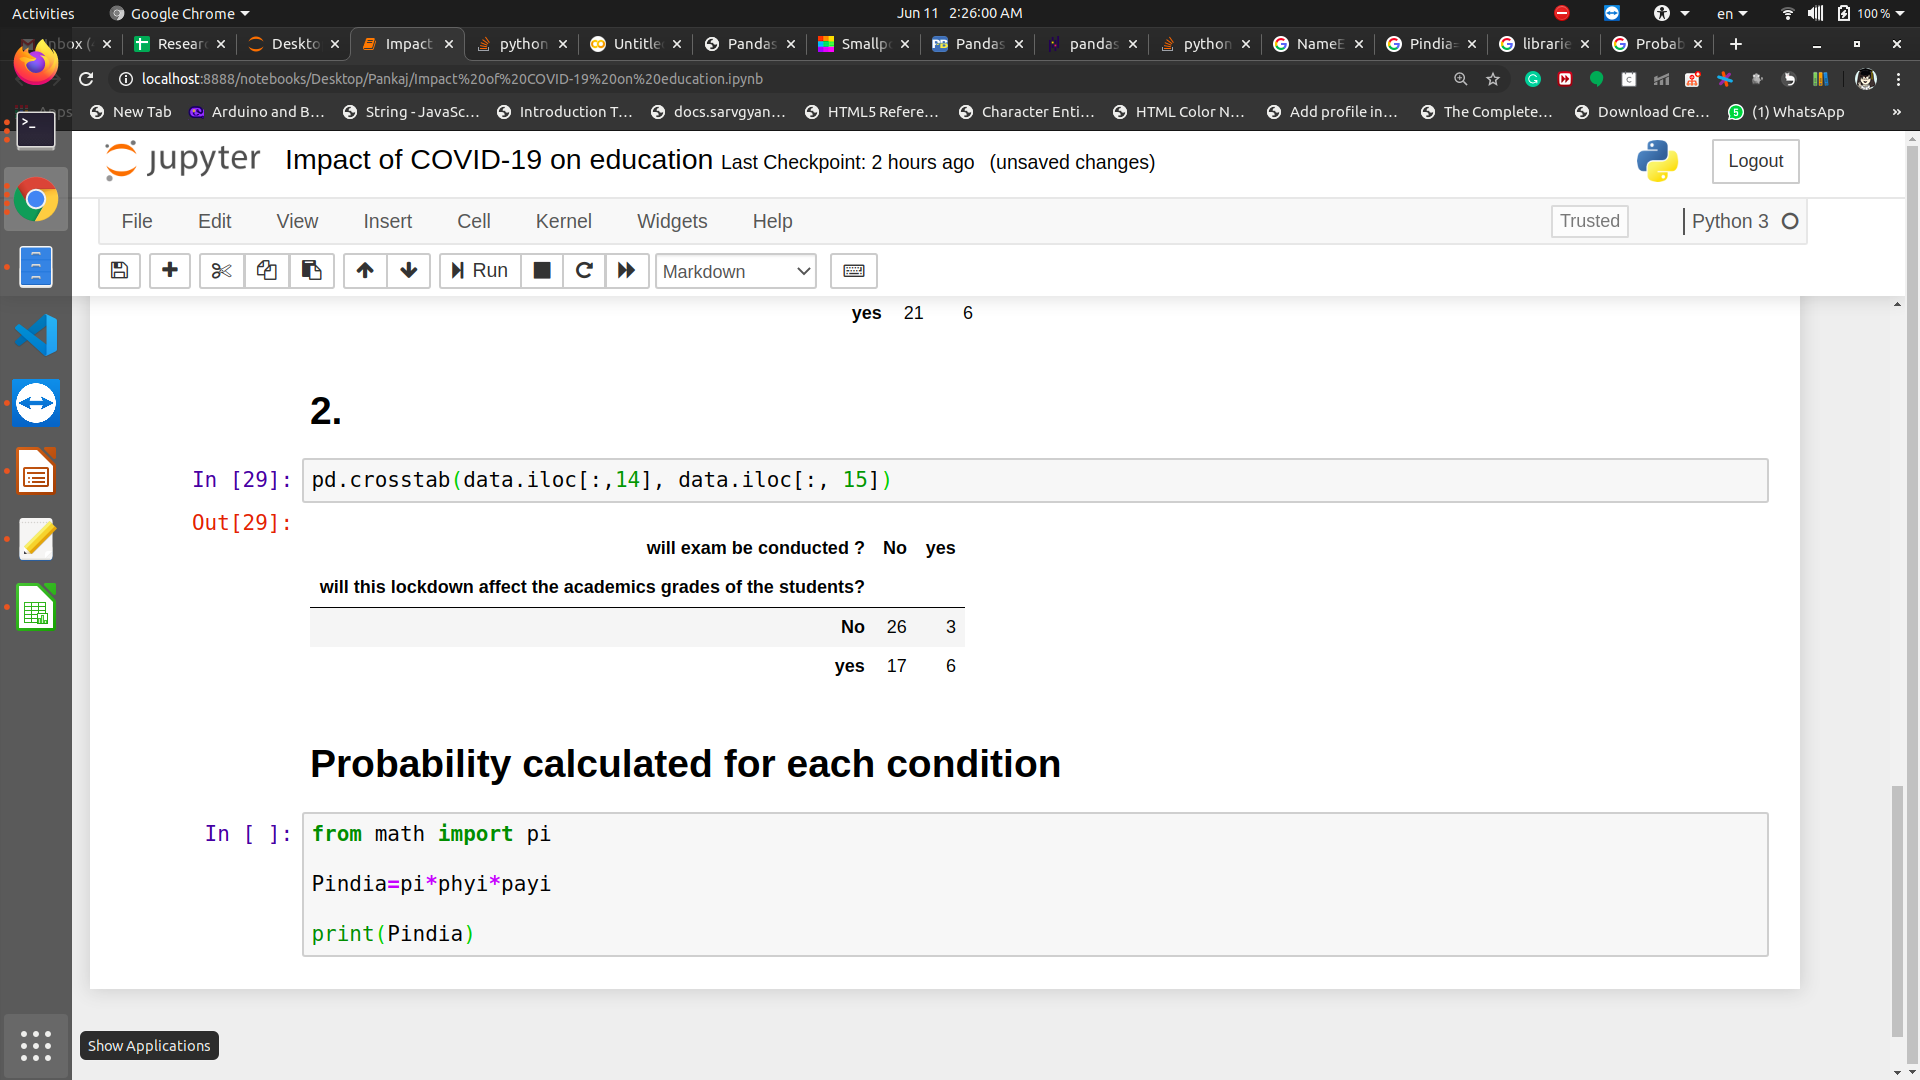 Activities Google Chrome Jun 11 2:26:00 AM en 100 %
Inbox ( Resear Deskto Impact python Untitle Pandas Smallp Pandas pandas python NameE Pindia= librarie Probab
localhost:8888/notebooks/Desktop/Pankaj/Impact%20of%20COVID-19%20on%20education.ipynb
Apps New Tab Arduino and B... String - JavaSc... Introduction T... docs.sarvgyan... HTML5 Refere... Character Enti... HTML Color N... Add profile in... The Complete... Download Cre... (1) WhatsApp »
jupyter Impact of COVID-19 on education Last Checkpoint: 2 hours ago (unsaved changes) Logout
File Edit View Insert Cell Kernel Widgets Help Trusted Python 3
Run Markdown
yes 21 6
2.
In [29]: pd.crosstab(data.iloc[:,14], data.iloc[:, 15])
Out[29]:
will exam be conducted ? No yes
will this lockdown affect the academics grades of the students?
No 26 3
yes 17 6
Probability calculated for each condition
In [ ]: from math import pi
Pindia=pi*phyi*payi
print(Pindia)
Show Applications